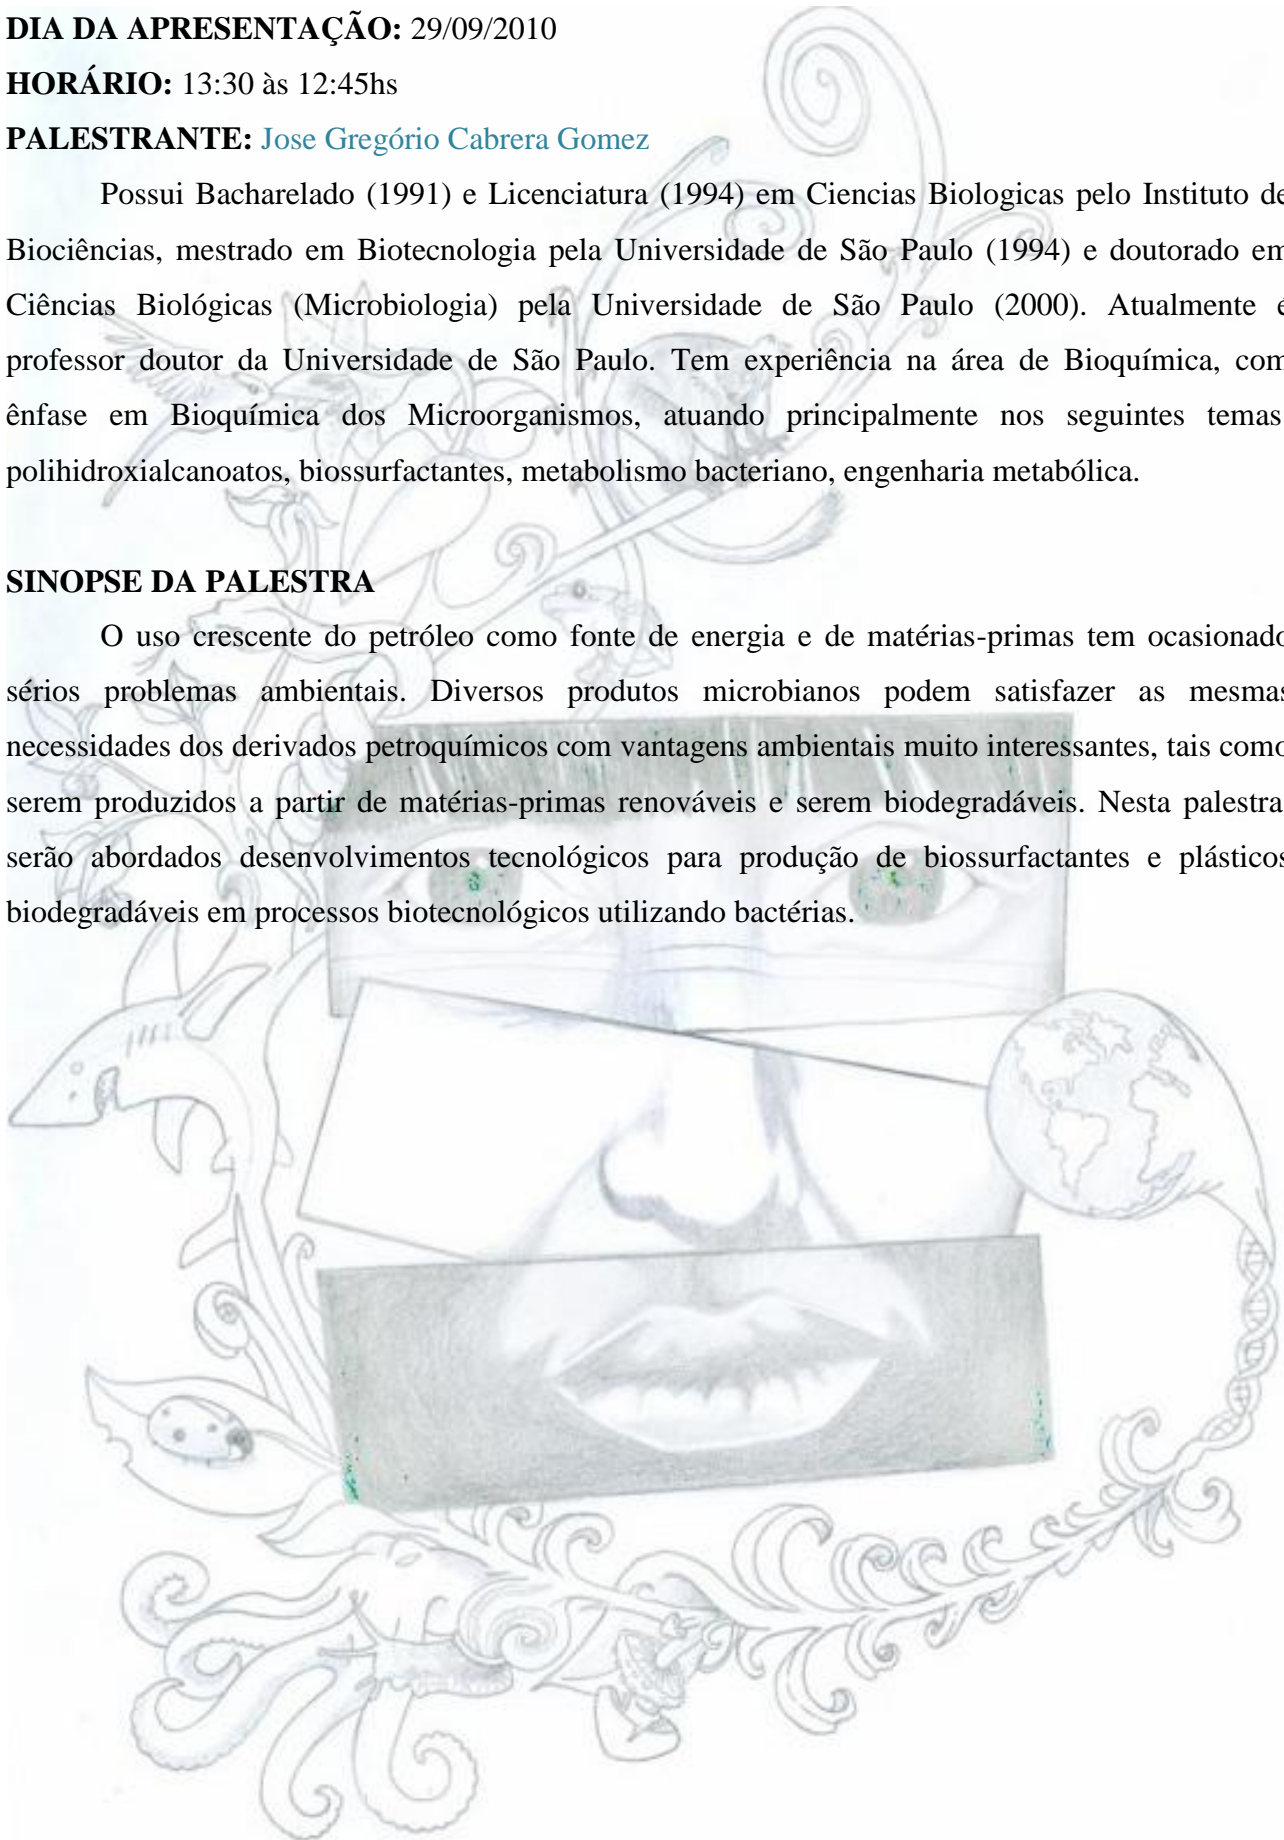 DIA DA APRESENTAÇÃO: 29/09/2010
HORÁRIO: 13:30 às 12:45hs
PALESTRANTE: Jose Gregório Cabrera Gomez
Possui Bacharelado (1991) e Licenciatura (1994) em Ciencias Biologicas pelo Instituto de
Biociências, mestrado em Biotecnologia pela Universidade de São Paulo (1994) e doutorado em
Ciências Biológicas (Microbiologia) pela Universidade de São Paulo (2000). Atualmente é
professor doutor da Universidade de São Paulo. Tem experiência na área de Bioquímica, com
ênfase em Bioquímica dos Microorganismos, atuando principalmente nos seguintes temas
polihidroxialcanoatos, biossurfactantes, metabolismo bacteriano, engenharia metabólica.
SINOPSE DA PALESTRA
O uso crescente do petróleo como fonte de energia e de matérias-primas tem ocasionado
sérios problemas ambientais. Diversos produtos microbianos podem satisfazer as mesmas
necessidades dos derivados petroquímicos com vantagens ambientais muito interessantes, tais como
serem produzidos a partir de matérias-primas renováveis e serem biodegradáveis. Nesta palestra
serão abordados desenvolvimentos tecnológicos para produção de biossurfactantes e plásticos
biodegradáveis em processos biotecnológicos utilizando bactérias.